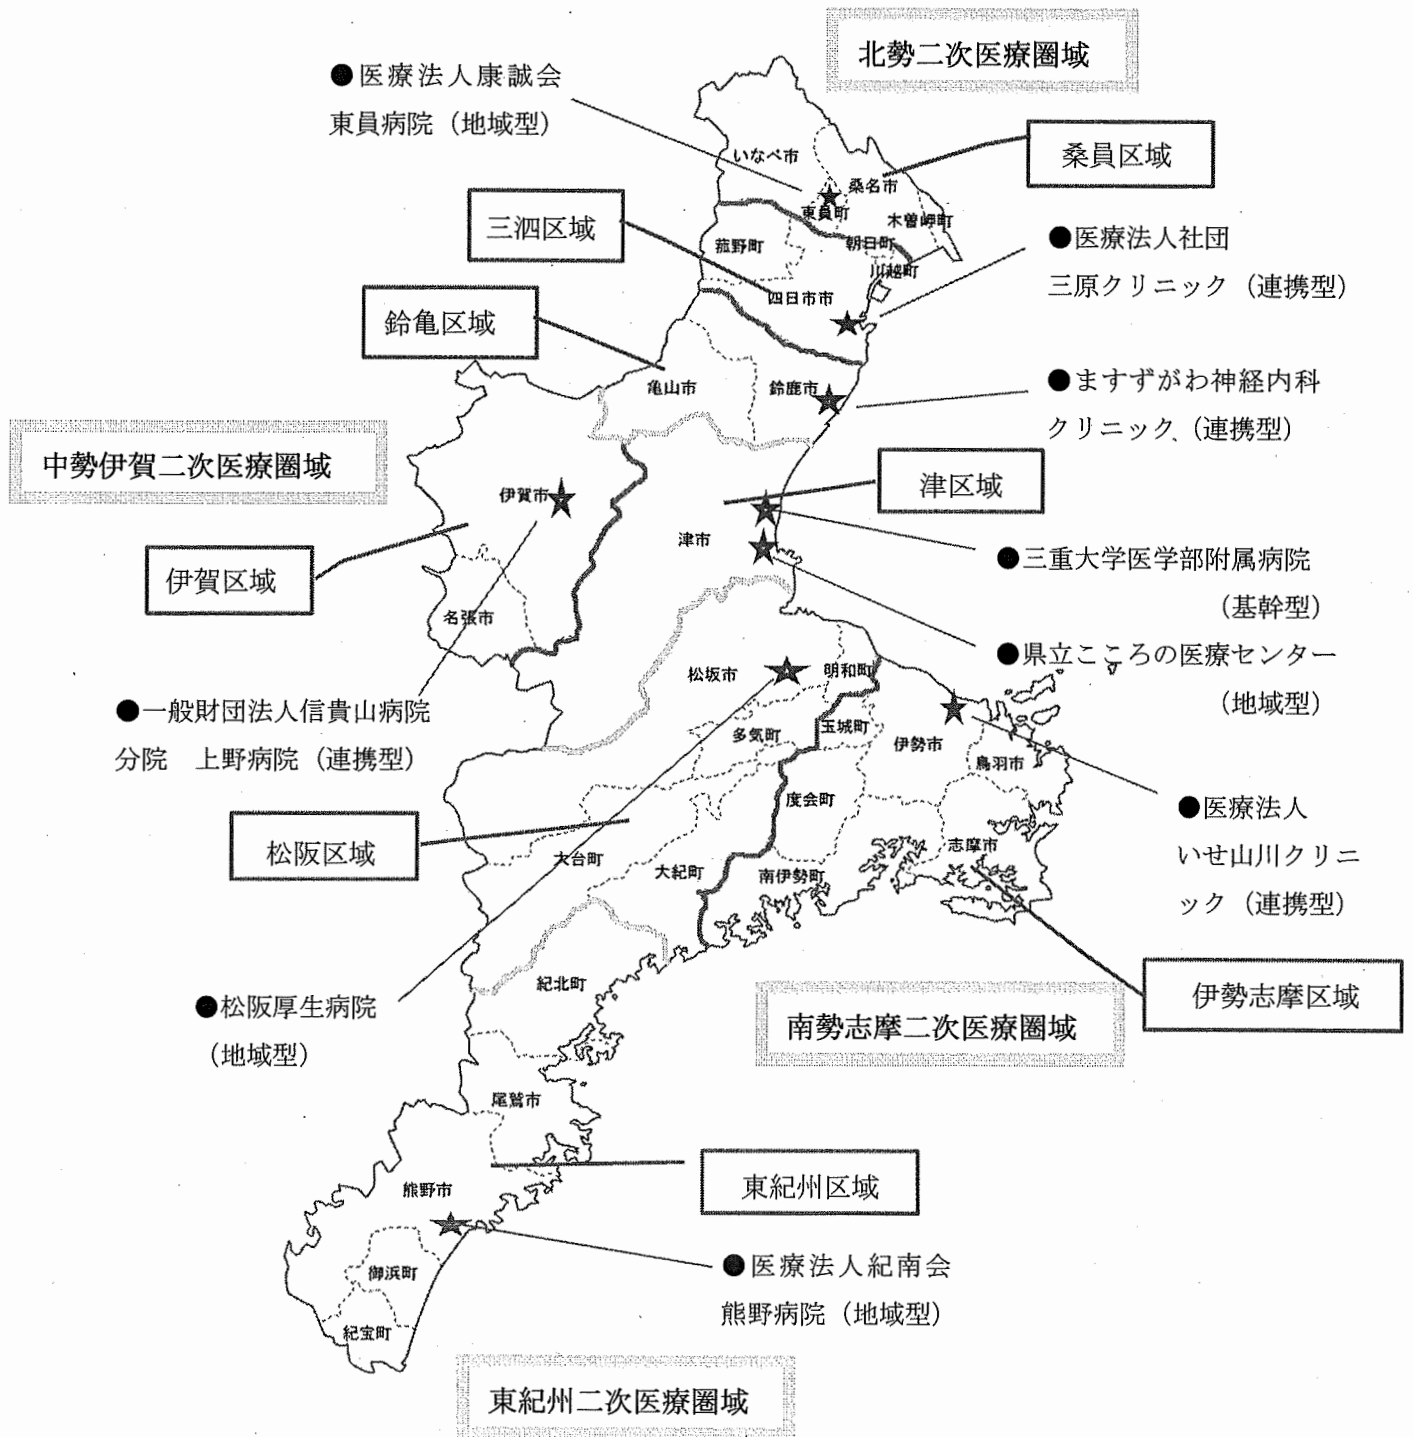 北勢二次医療圏域
●医療法人康誠会
東員病院（地域型）
桑員区域
いなべ市
桑名市
東員町
木曽岬町
三泗区域
菰野町
朝日町
川越町
四日市市
●医療法人社団
三原クリニック（連携型）
鈴亀区域
亀山市
鈴鹿市
●ますずがわ神経内科
クリニック、（連携型）
中勢伊賀二次医療圏域
津区域
伊賀市
津市
伊賀区域
名張市
●三重大学医学部附属病院
（基幹型）
●県立こころの医療センター
（地域型）
松坂市
明和町
●一般財団法人信貴山病院
分院　上野病院（連携型）
多気町
玉城町
伊勢市
鳥羽市
度会町
●医療法人
いせ山川クリニ
ック（連携型）
松阪区域
大台町
大紀町
南伊勢町
志摩市
伊勢志摩区域
紀北町
●松阪厚生病院
（地域型）
南勢志摩二次医療圏域
尾鷲市
東紀州区域
熊野市
●医療法人紀南会
熊野病院（地域型）
御浜町
紀宝町
東紀州二次医療圏域